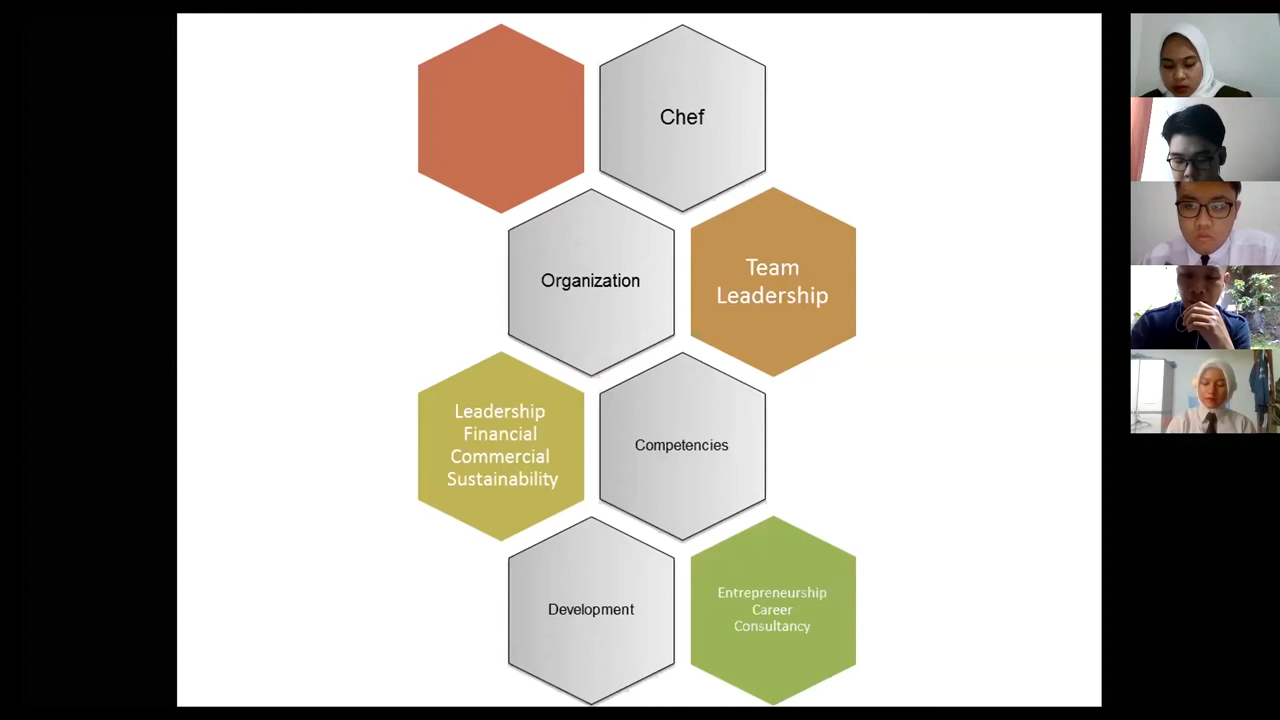 Chef
Organization
Team
Leadership
Leadership
Financial
Commercial
Sustainability
Competencies
Development
Entrepreneurship
Career
Consultancy